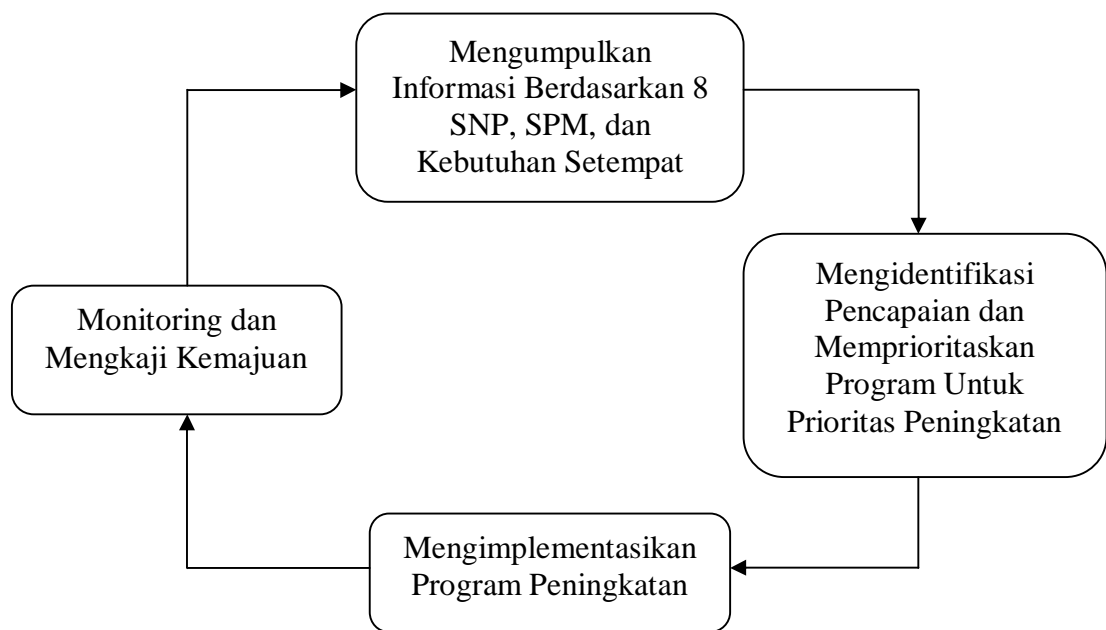 Mengumpulkan
Informasi Berdasarkan 8
SNP, SPM, dan
Kebutuhan Setempat
Mengidentifikasi
Pencapaian dan
Memprioritaskan
Program Untuk
Prioritas Peningkatan
Mengimplementasikan
Program Peningkatan
Monitoring dan
Mengkaji Kemajuan